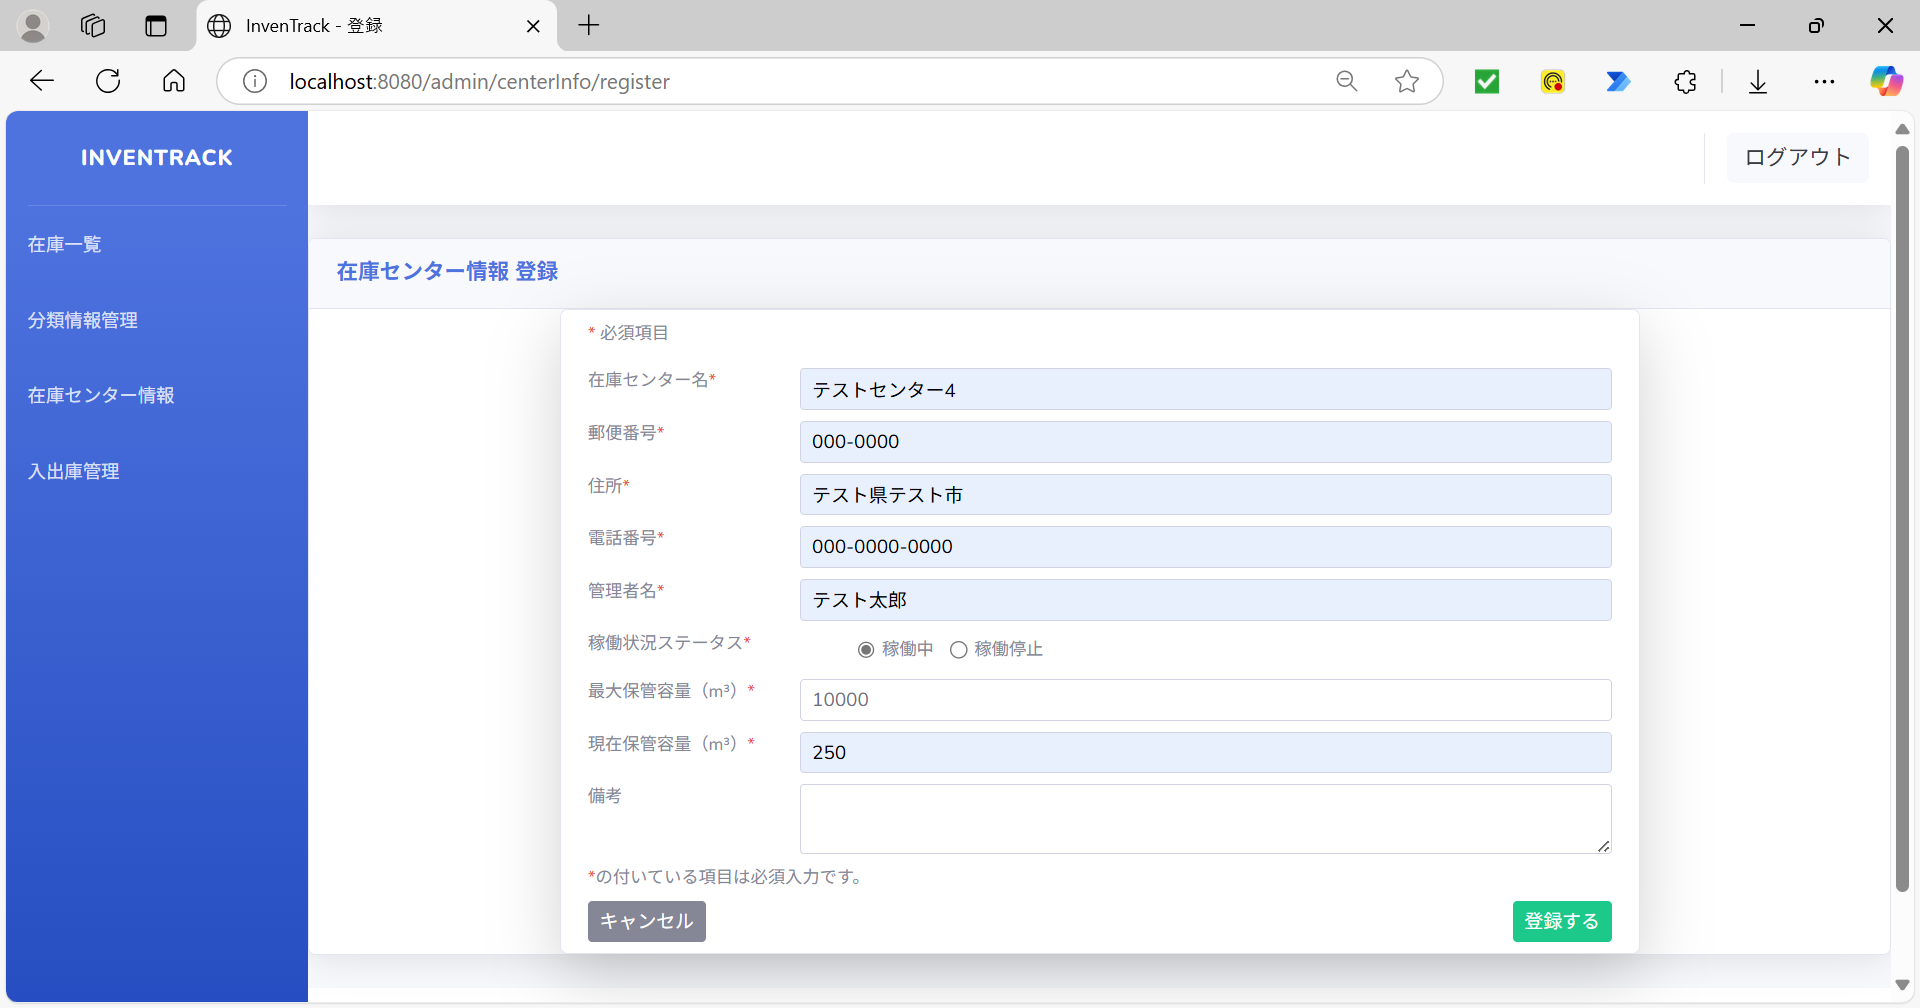 InvenTrack - 登録
localhost:8080/admin/centerInfo/register
INVENTRACK
ログアウト
在庫一覧
分類情報管理
在庫センター情報
入出庫管理
在庫センター情報 登録
* 必須項目
在庫センター名* テストセンター4
郵便番号* 000-0000
住所* テスト県テスト市
電話番号* 000-0000-0000
管理者名* テスト太郎
稼働状況ステータス* 稼働中 稼働停止
最大保管容量（m³）* 10000
現在保管容量（m³）* 250
備考
*の付いている項目は必須入力です。
キャンセル 登録する